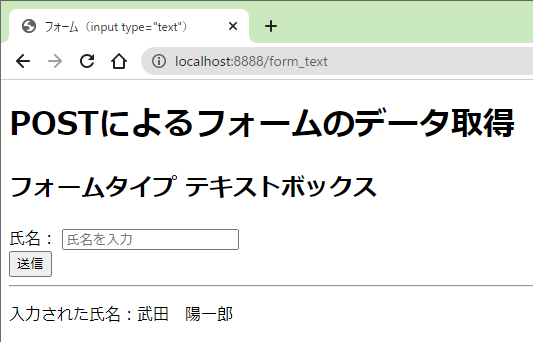 フォーム（input type="text"）
localhost:8888/form_text
POSTによるフォームのデータ取得
フォームタイプ テキストボックス
氏名： 氏名を入力
送信
入力された氏名：武田　陽一郎